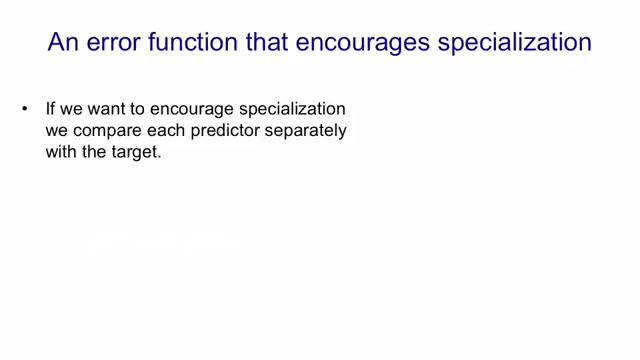 An error function that encourages specialization
• If we want to encourage specialization
we compare each predictor separately
with the target.